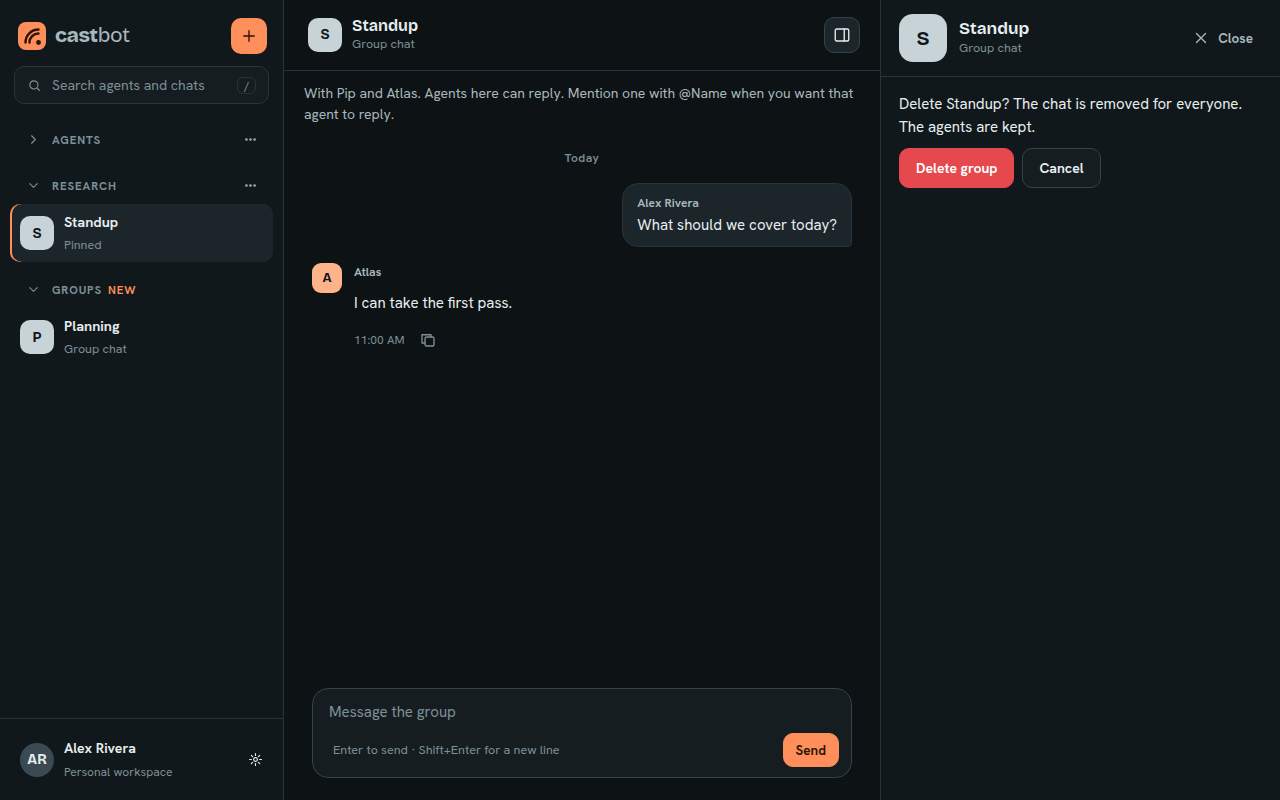 castbot
Search agents and chats /
AGENTS
RESEARCH
S
Standup
Pinned
GROUPS NEW
P
Planning
Group chat
AR
Alex Rivera
Personal workspace
S
Standup
Group chat
With Pip and Atlas. Agents here can reply. Mention one with @Name when you want that
agent to reply.
Today
Alex Rivera
What should we cover today?
A
Atlas
I can take the first pass.
11:00 AM
Message the group
Enter to send · Shift+Enter for a new line
Send
S
Standup
Group chat
Close
Delete Standup? The chat is removed for everyone.
The agents are kept.
Delete group
Cancel